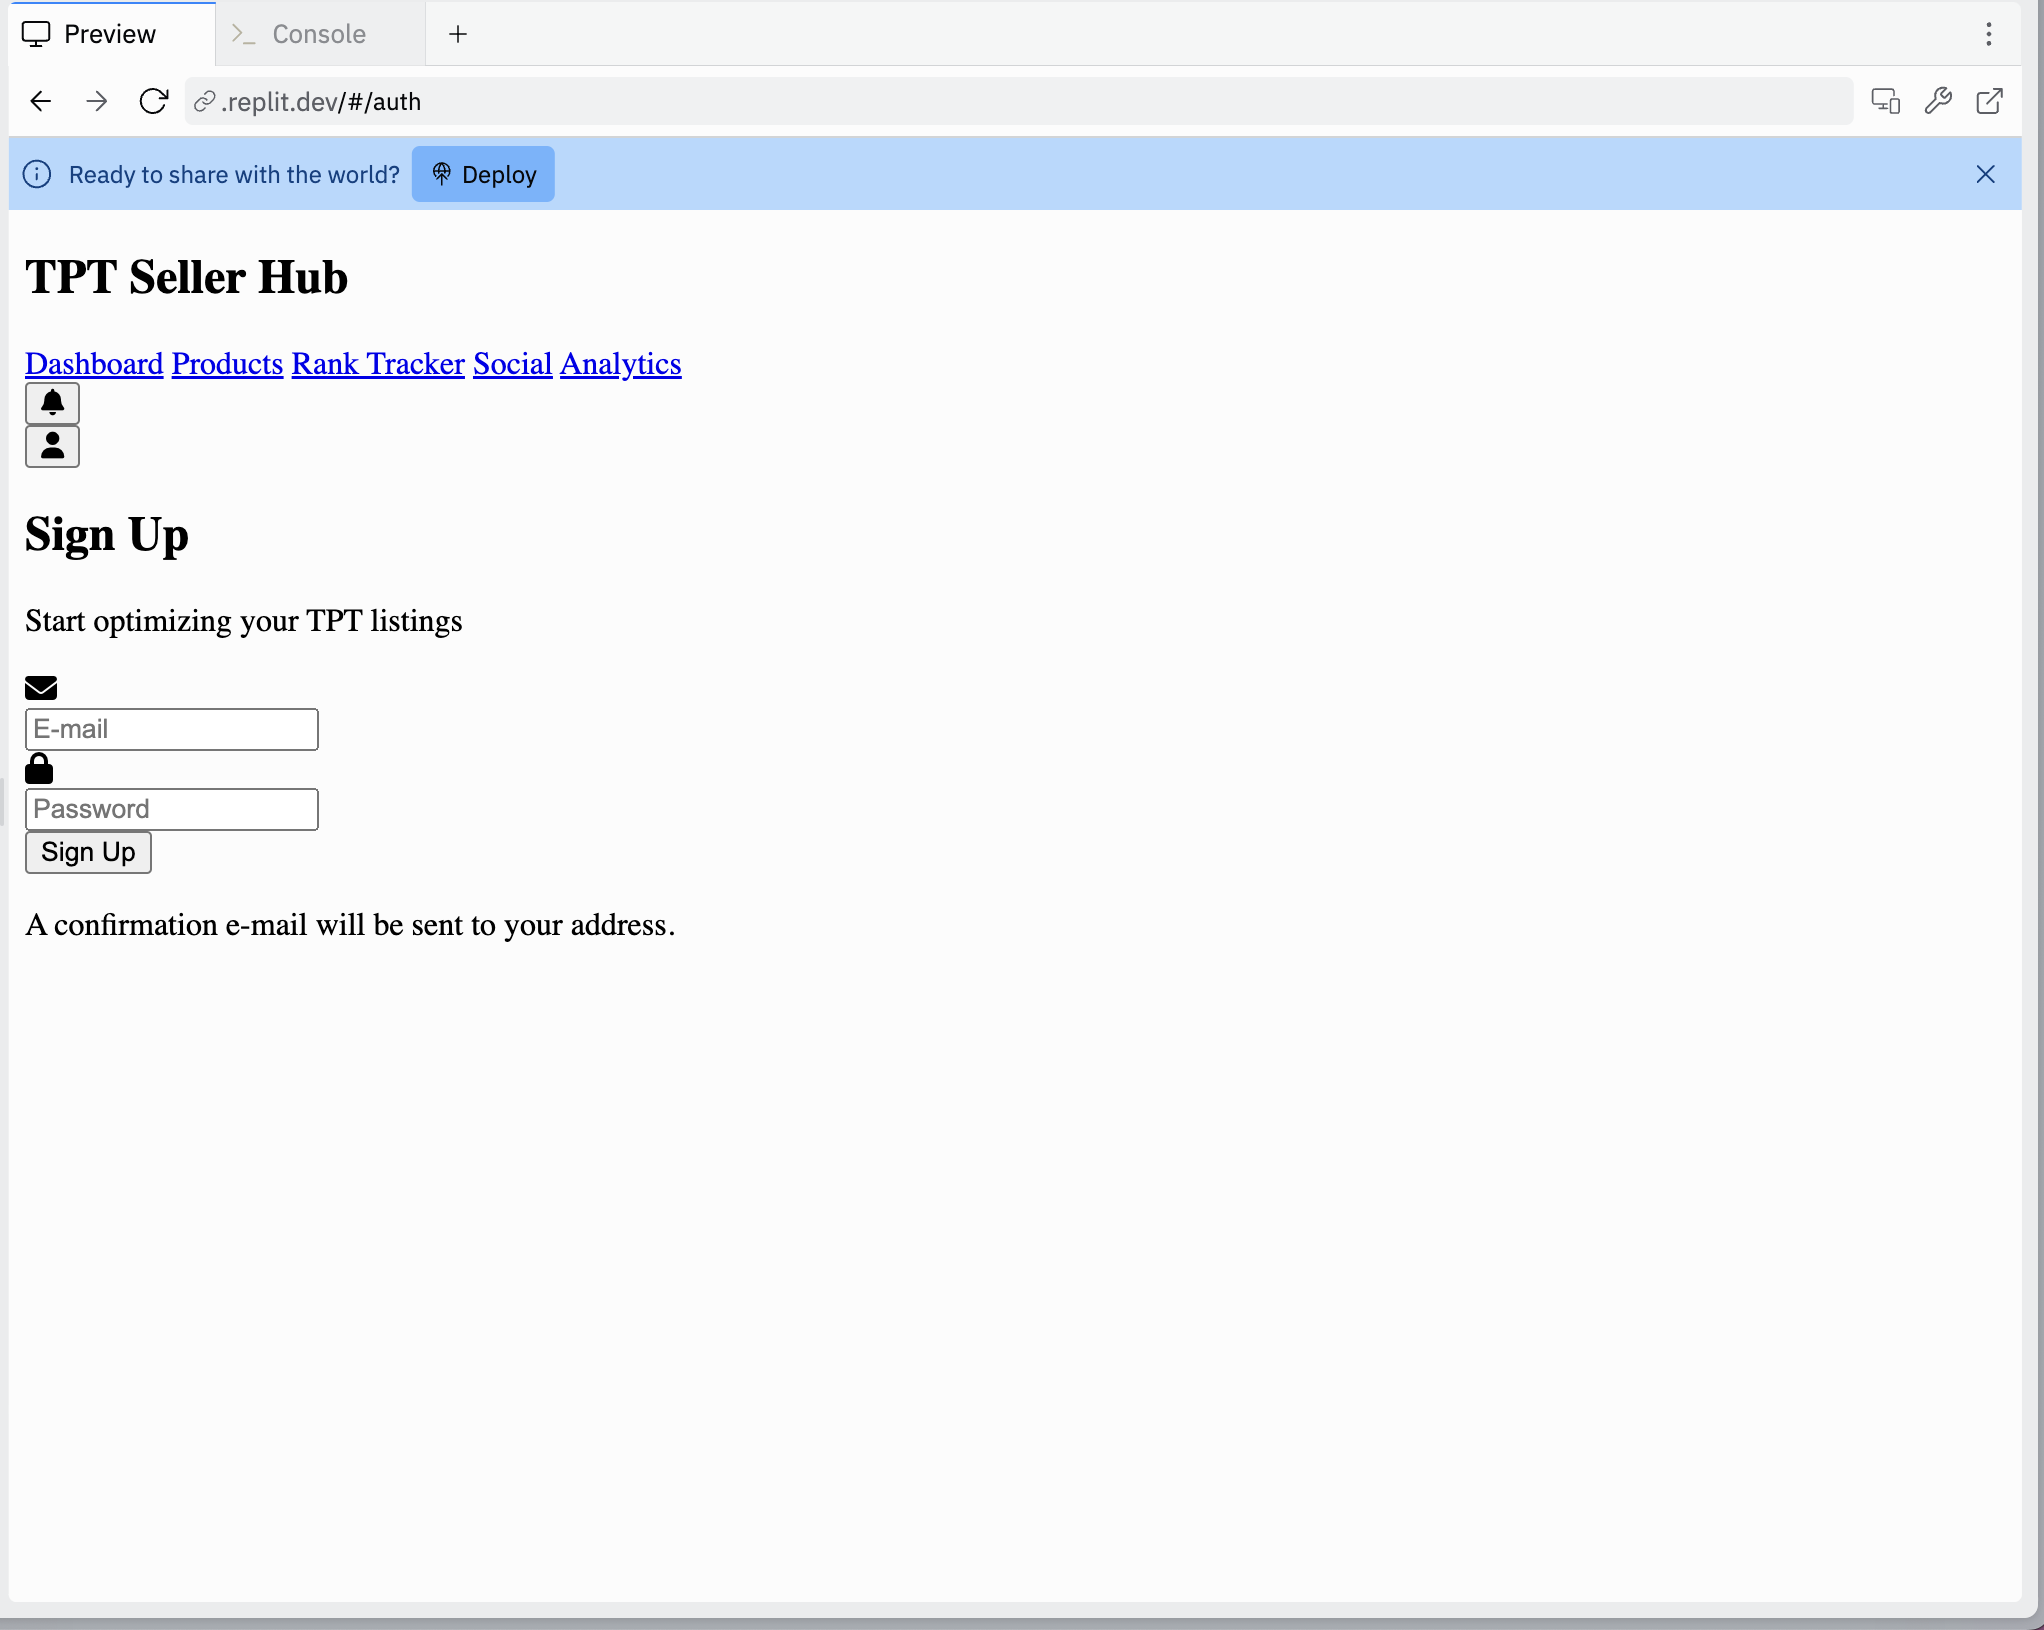 Preview
Console
.replit.dev/#/auth
Ready to share with the world? Deploy
TPT Seller Hub
Dashboard Products Rank Tracker Social Analytics
Sign Up
Start optimizing your TPT listings
E-mail
Password
Sign Up
A confirmation e-mail will be sent to your address.